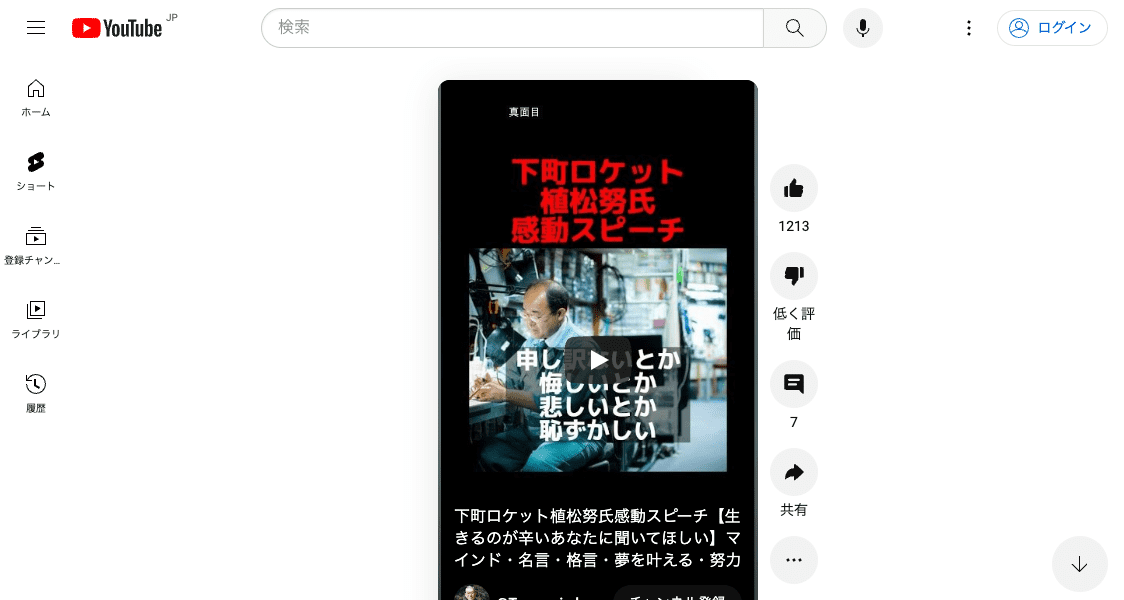 YouTube JP
検索
ログイン
ホーム
ショート
登録チャン...
ライブラリ
履歴
真面目
下町ロケット
植松努氏
感動スピーチ
申し訳ないとか
悔しいとか
悲しいとか
恥ずかしい
下町ロケット植松努氏感動スピーチ【生
きるのが辛いあなたに聞いてほしい】マ
インド・名言・格言・夢を叶える・努力
チャンネル登録
1213
低く評
価
7
共有